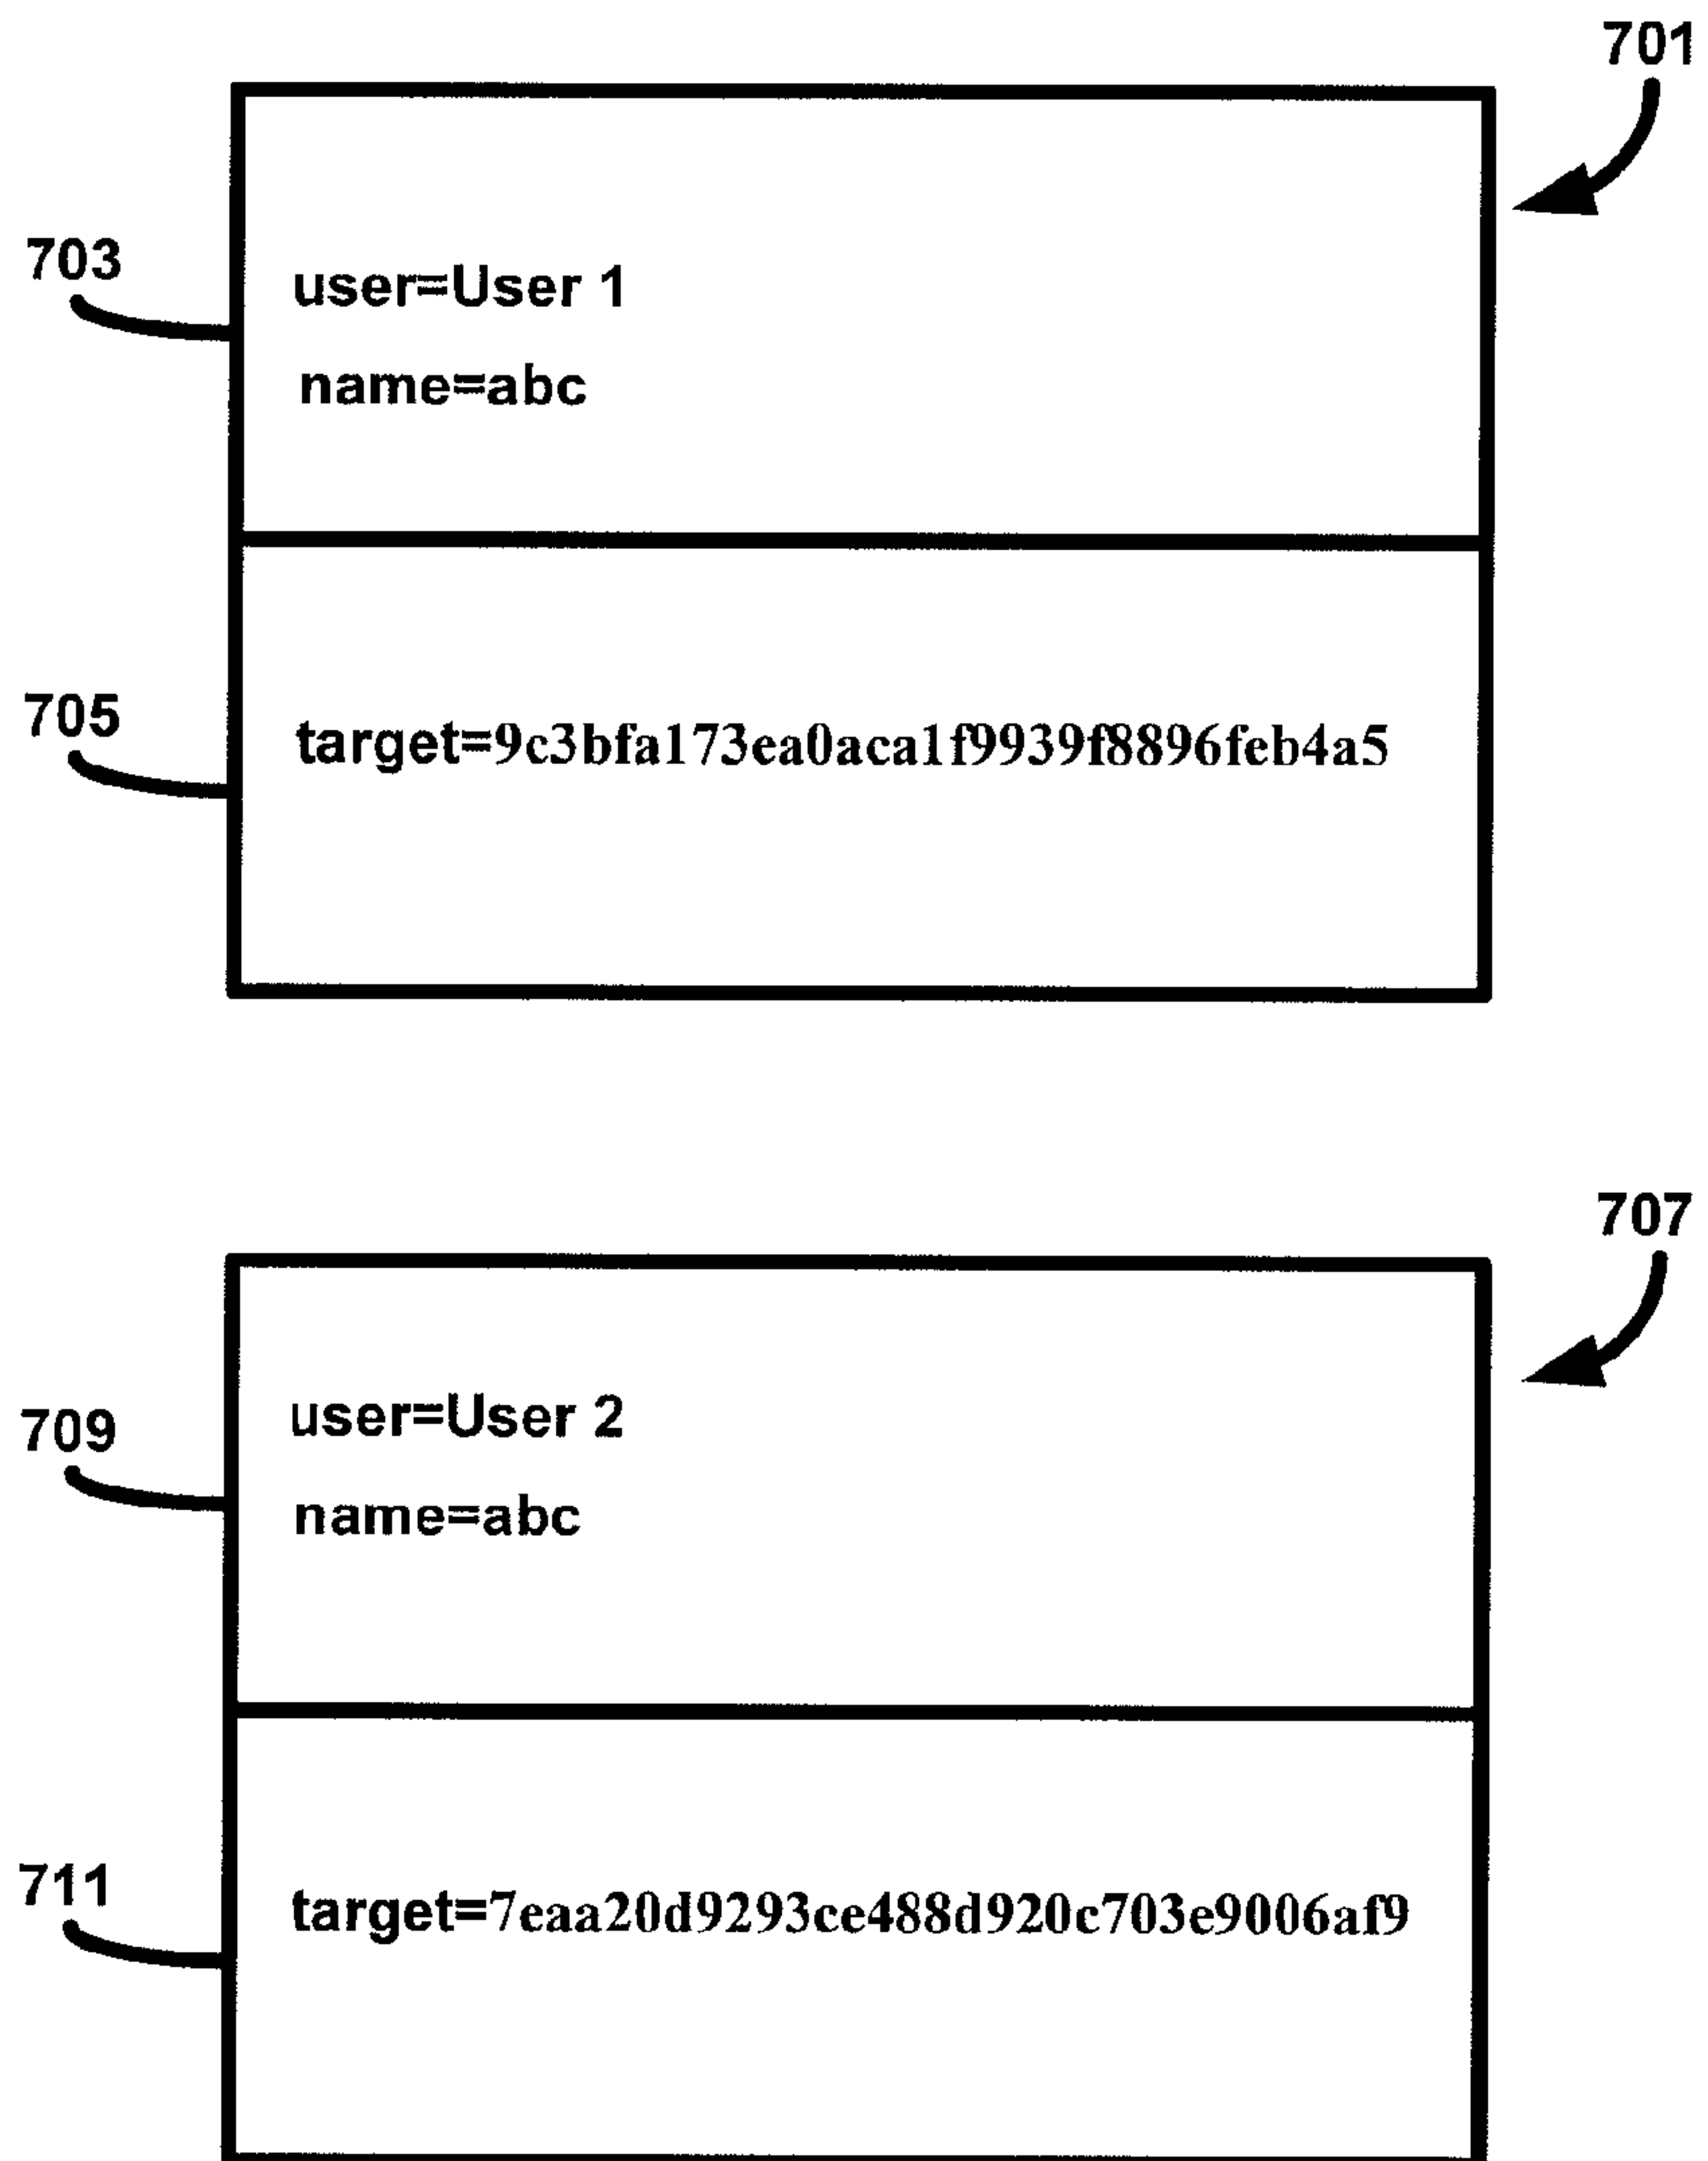 701
703
user=User 1
name=abc
705
target=9c3bfa173ea0aca1f9939f8896feb4a5
707
709
user=User 2
name=abc
711
target=7eaa20d9293ce488d920c703e9006af9